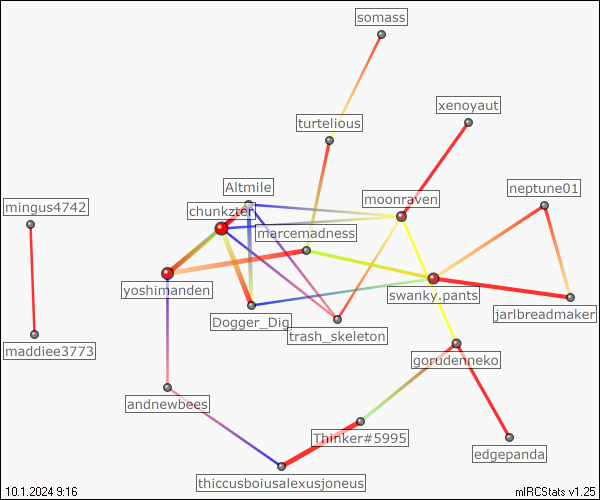 somass
xenoyaut
turtelious
Altmile
moonraven
neptune01
mingus4742
chunkzter
marcemadness
yoshimanden
swanky.pants
jarlbreadmaker
Dogger_Dig
trash_skeleton
maddiee3773
gorudenneko
andnewbees
Thinker#5995
edgepanda
thiccusboiusalexusjoneus
10.1.2024 9:16
mIRCStats v1.25